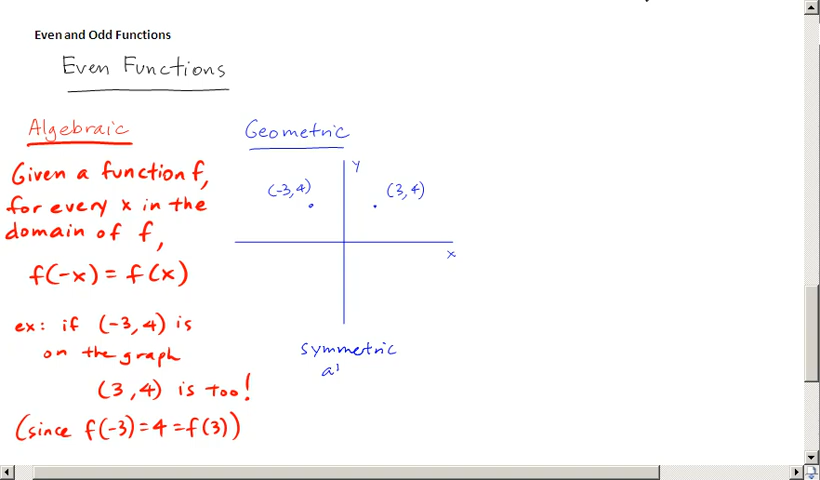 Even and Odd Functions
Even Functions
Algebraic
Given a function f,
for every x in the
domain of f,
f(-x) = f(x)
ex: if (-3, 4) is
on the graph
(3, 4) is too!
(since f(-3) = 4 = f(3))
Geometric
y
(-3, 4)
(3, 4)
x
symmetric